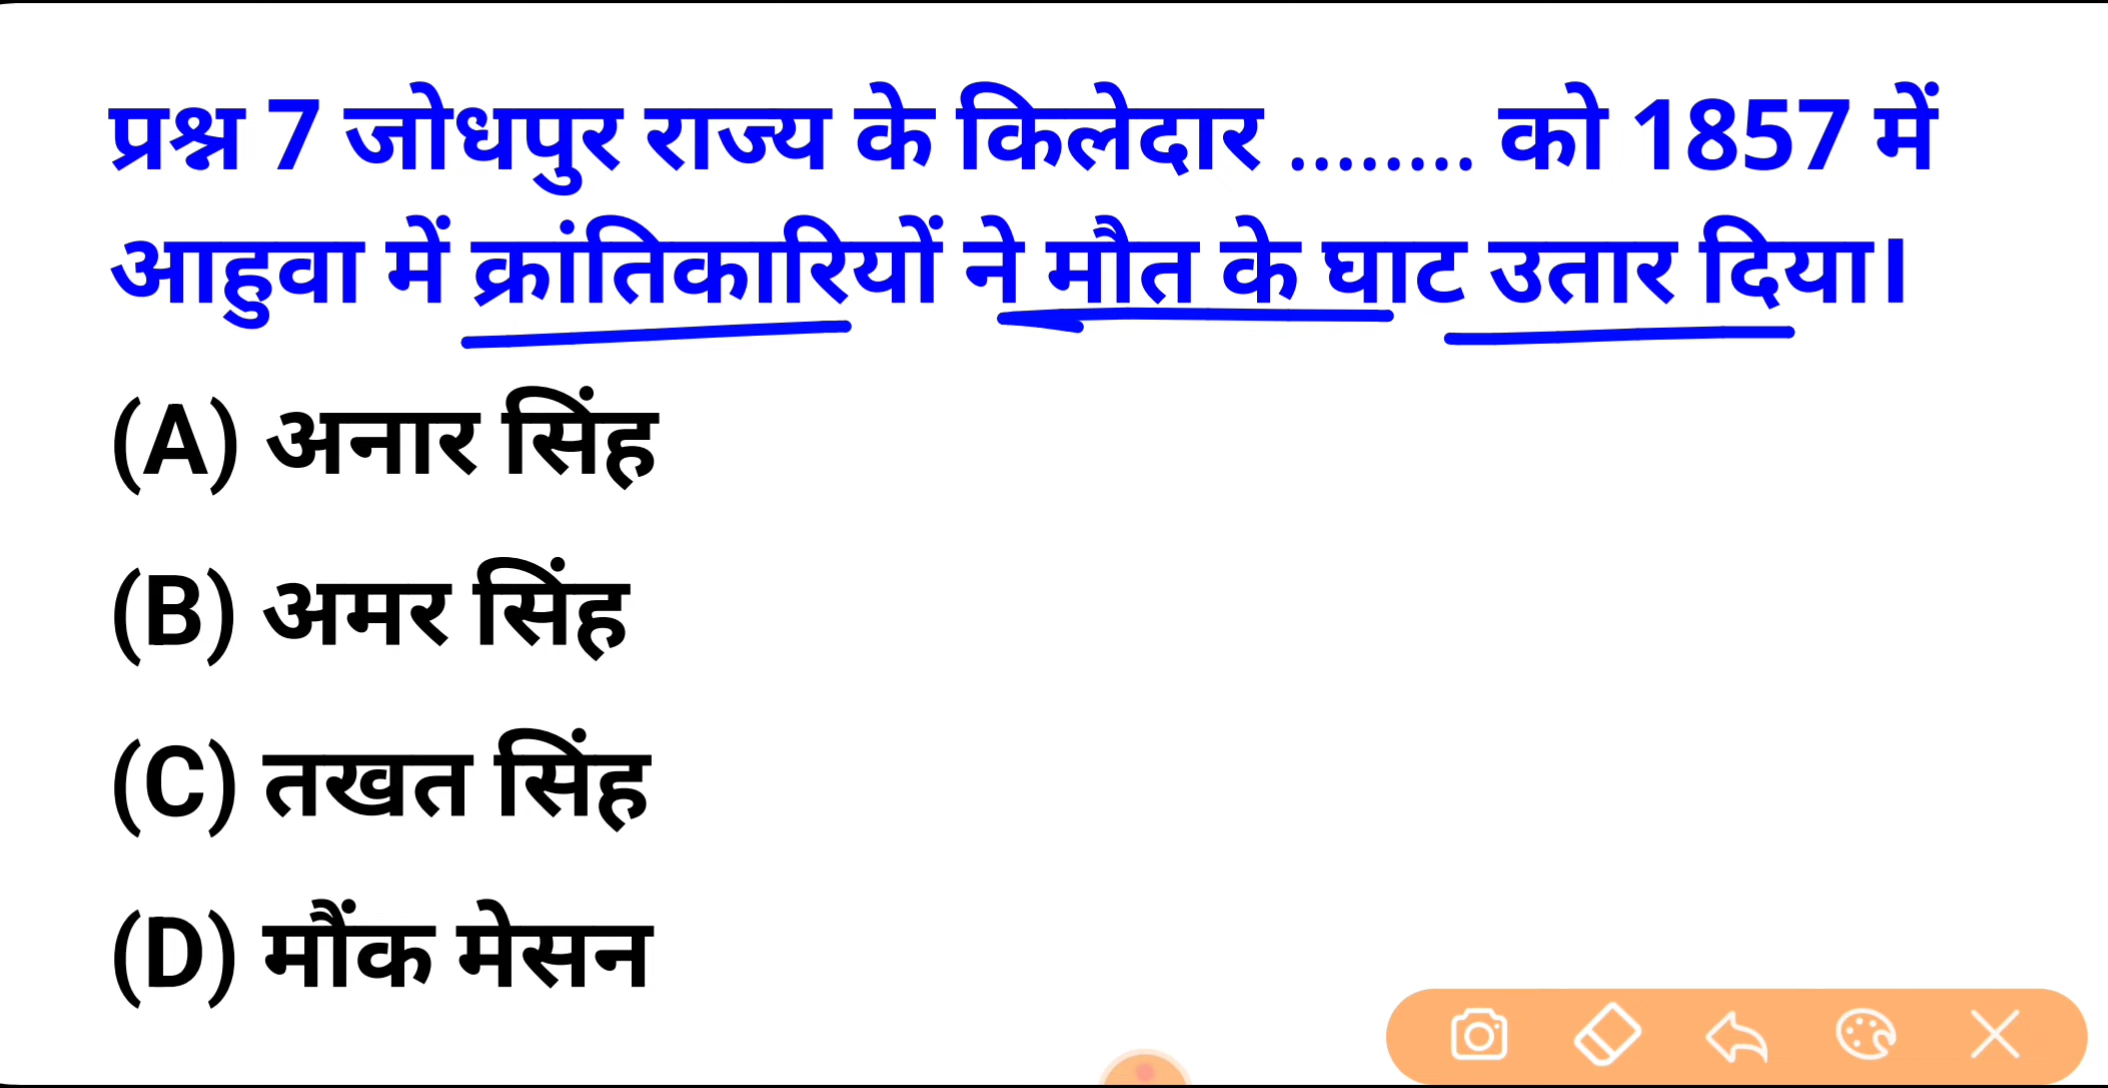 प्रश्न 7 जोधपुर राज्य के किलेदार ........ को 1857 में
आहुवा में क्रांतिकारियों ने मौत के घाट उतार दिया।
(A) अनार सिंह
(B) अमर सिंह
(C) तखत सिंह
(D) मौंक मेसन